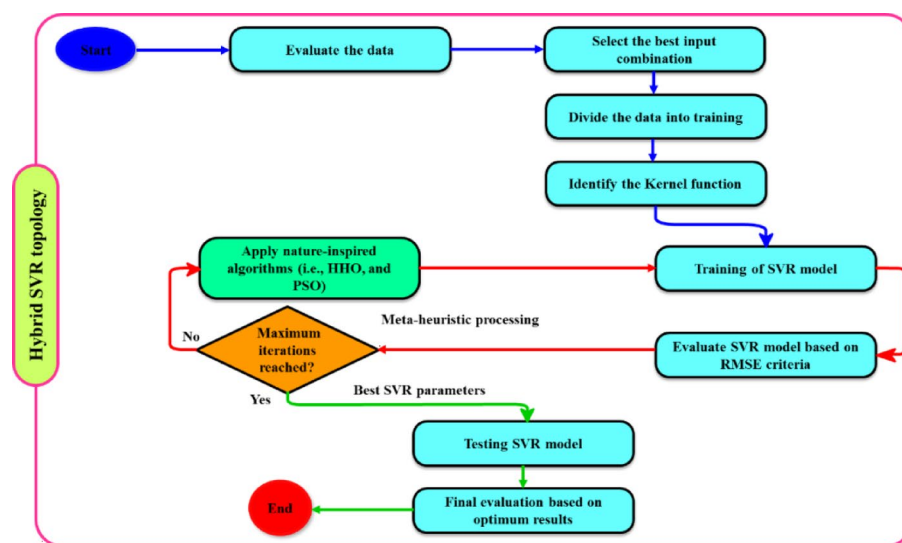 Hybrid SVR topology
Start
Evaluate the data
Select the best input
combination
Divide the data into training
Identify the Kernel function
Apply nature-inspired
algorithms (i.e., HHO, and
PSO)
Training of SVR model
Meta-heuristic processing
No
Maximum
iterations
reached?
Evaluate SVR model based on
RMSE criteria
Yes
Best SVR parameters
Testing SVR model
Final evaluation based on
optimum results
End